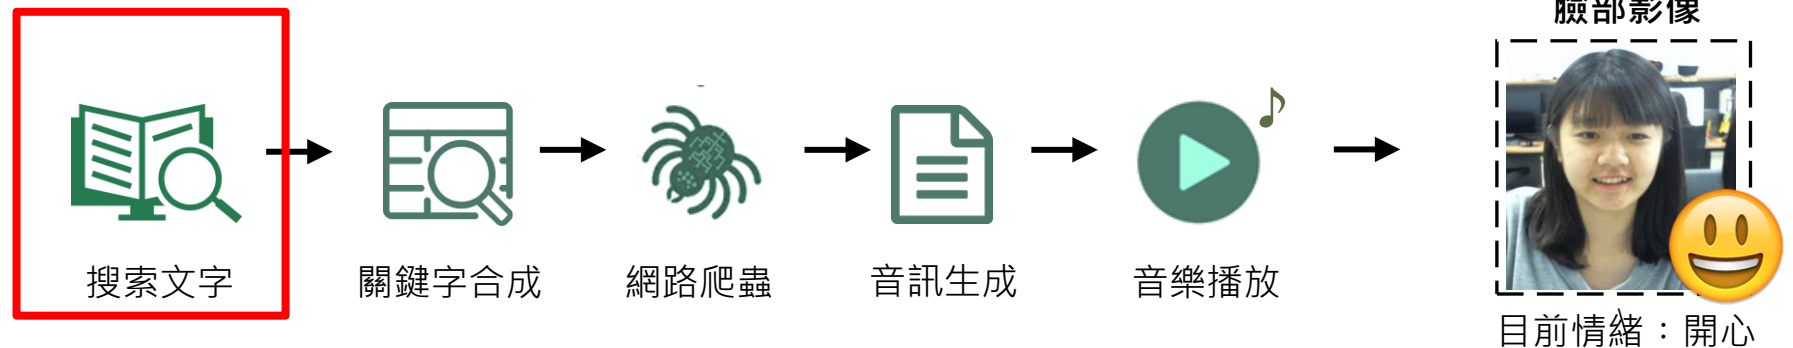 臉部影像
搜索文字
關鍵字合成
網路爬蟲
音訊生成
音樂播放
目前情緒：開心